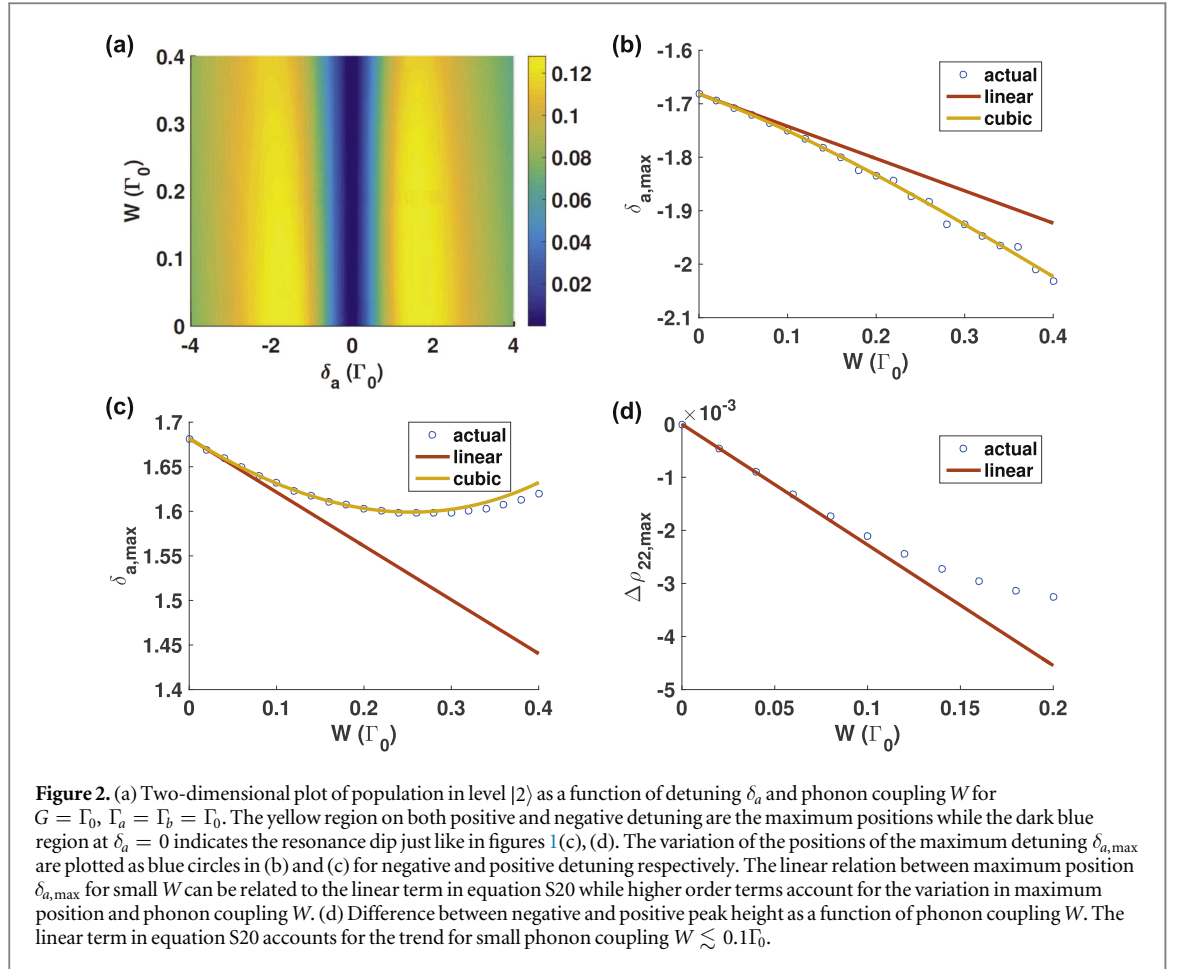 (a)
0.4
0.3
0.2
0.1
0
W (Γ0)
-4
-2
0
2
4
δa (Γ0)
0.12
0.1
0.08
0.06
0.04
0.02
(b)
-1.6
-1.7
-1.8
-1.9
-2
-2.1
δa,max
0
0.1
0.2
0.3
0.4
W (Γ0)
actual
linear
cubic
(c)
1.7
1.65
1.6
1.55
1.5
1.45
1.4
δa,max
0
0.1
0.2
0.3
0.4
W (Γ0)
actual
linear
cubic
(d)
×10-3
0
-1
-2
-3
-4
-5
Δρ22,max
0
0.05
0.1
0.15
0.2
W (Γ0)
actual
linear
Figure 2. (a) Two-dimensional plot of population in level |2⟩ as a function of detuning δa and phonon coupling W for
G = Γ0, Γa = Γb = Γ0. The yellow region on both positive and negative detuning are the maximum positions while the dark blue
region at δa = 0 indicates the resonance dip just like in figures 1(c), (d). The variation of the positions of the maximum detuning δa,max
are plotted as blue circles in (b) and (c) for negative and positive detuning respectively. The linear relation between maximum position
δa,max for small W can be related to the linear term in equation S20 while higher order terms account for the variation in maximum
position and phonon coupling W. (d) Difference between negative and positive peak height as a function of phonon coupling W. The
linear term in equation S20 accounts for the trend for small phonon coupling W ≲ 0.1Γ0.